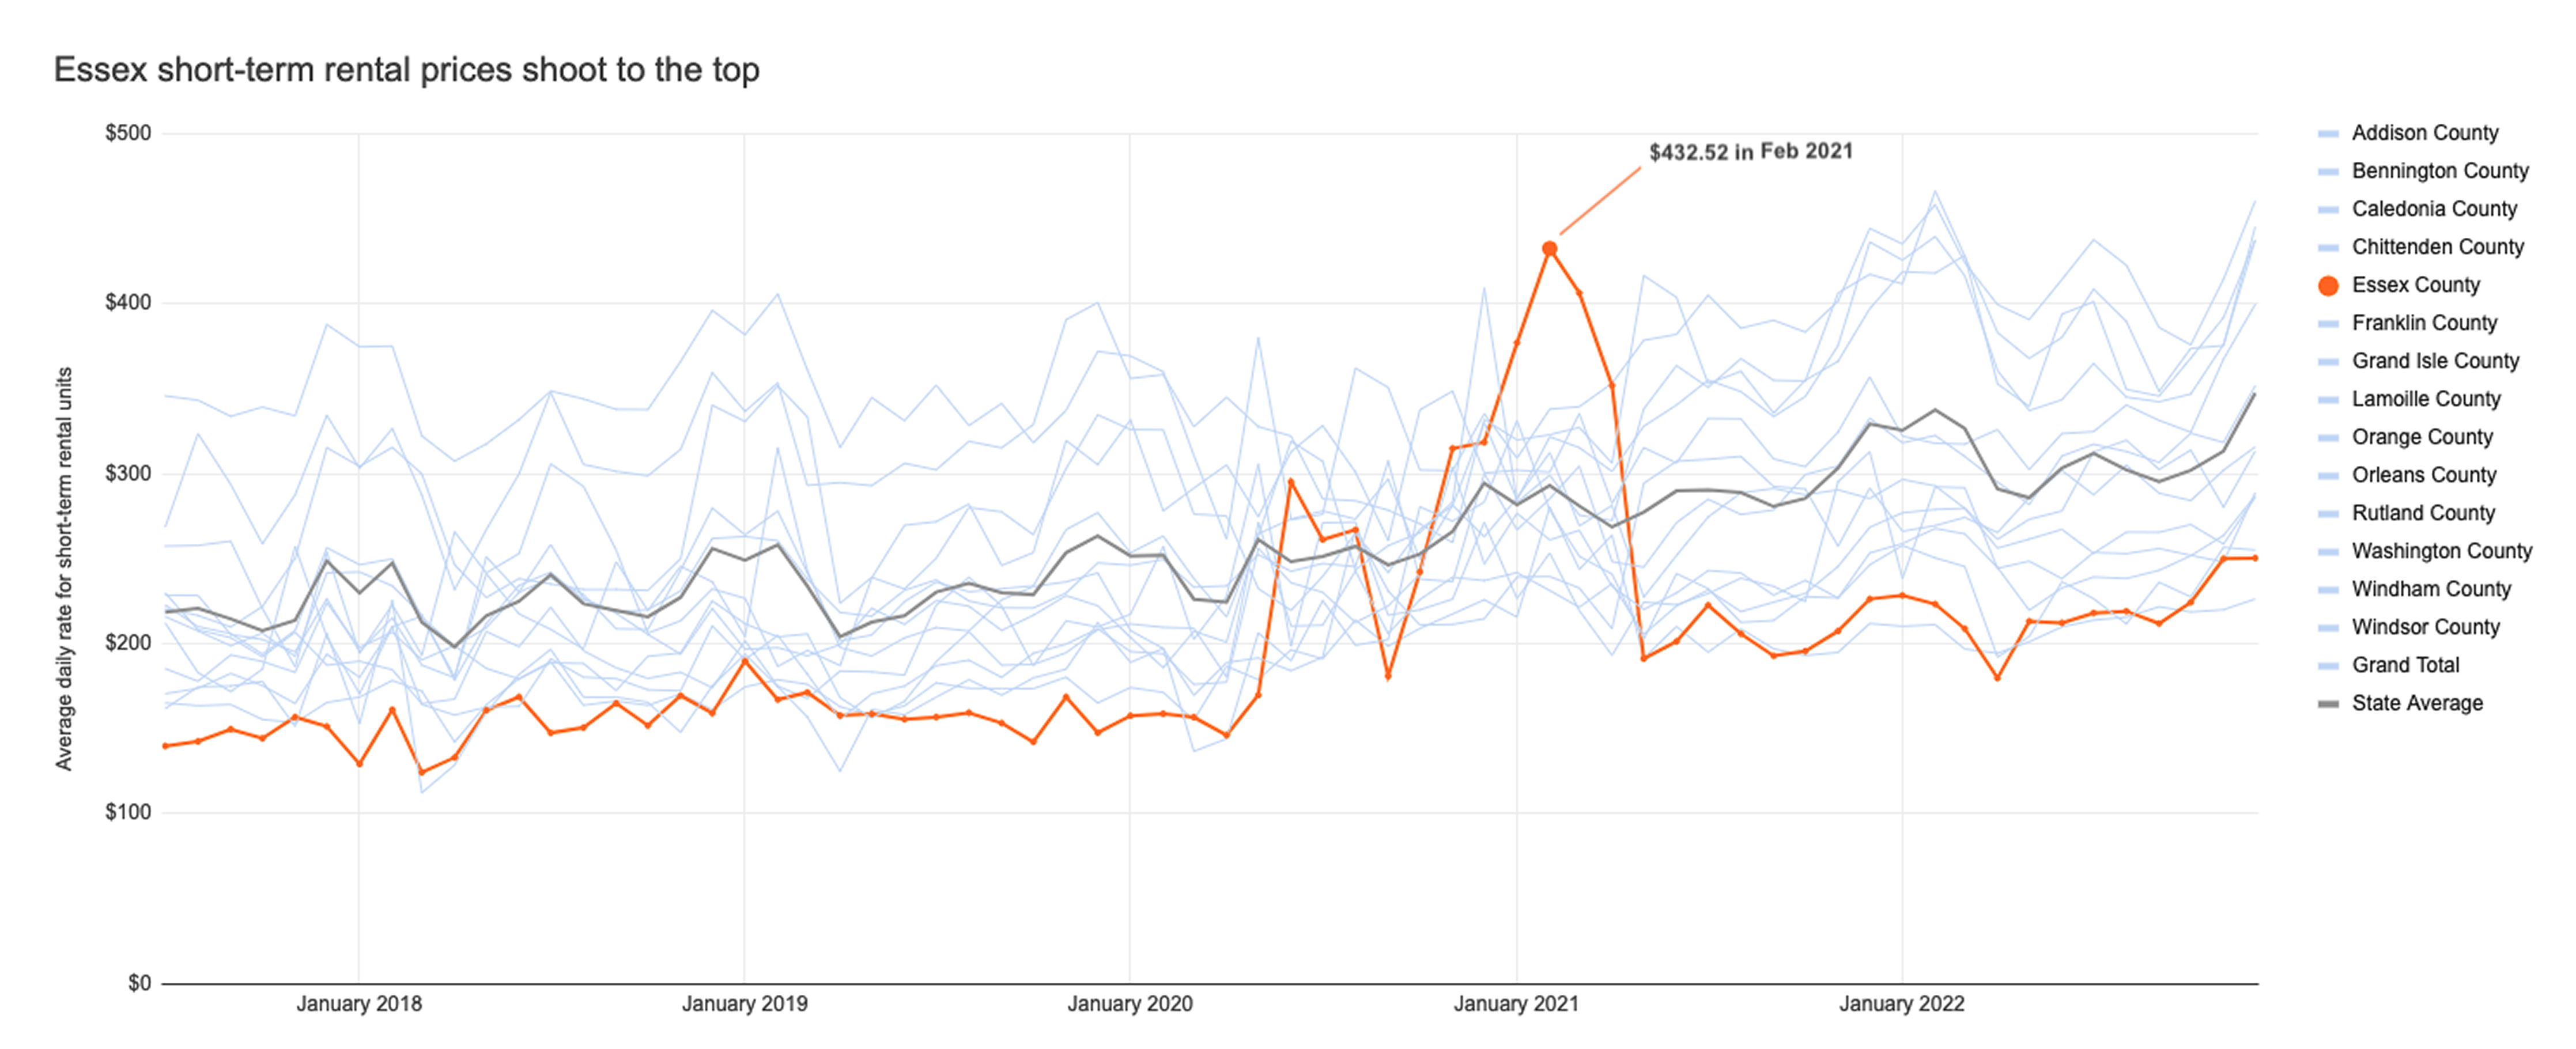 Essex short-term rental prices shoot to the top
$500
$400
$300
$200
$100
$0
Average daily rate for short-term rental units
$432.52 in Feb 2021
January 2018
January 2019
January 2020
January 2021
January 2022
Addison County
Bennington County
Caledonia County
Chittenden County
Essex County
Franklin County
Grand Isle County
Lamoille County
Orange County
Orleans County
Rutland County
Washington County
Windham County
Windsor County
Grand Total
State Average